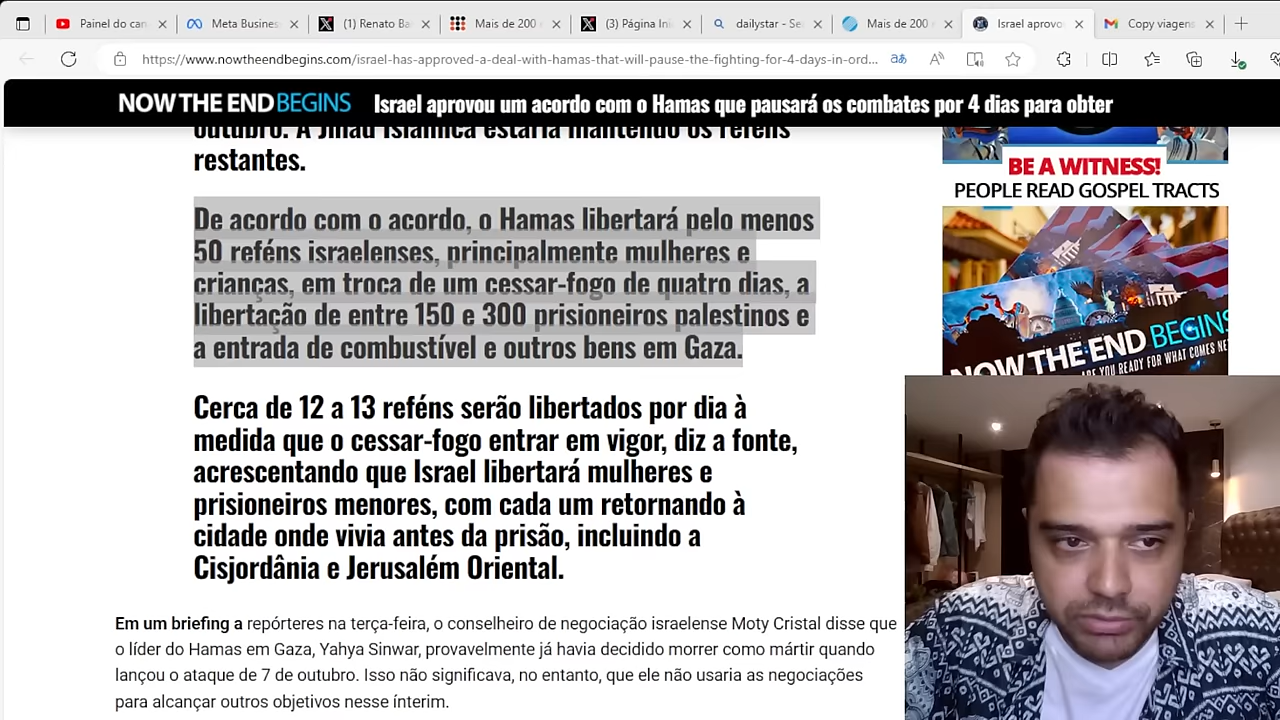 Painel do can
Meta Busines
(1) Renato Ba
Mais de 200
(3) Página Ini
dailystar - Se
Mais de 200
Israel aprovo
Copy viagens
https://www.nowtheendbegins.com/israel-has-approved-a-deal-with-hamas-that-will-pause-the-fighting-for-4-days-in-ord...
NOW THE END BEGINS
Israel aprovou um acordo com o Hamas que pausará os combates por 4 dias para obter
outubro. A Jihad Islâmica estaria mantendo os reféns
restantes.
De acordo com o acordo, o Hamas libertará pelo menos
50 reféns israelenses, principalmente mulheres e
crianças, em troca de um cessar-fogo de quatro dias, a
libertação de entre 150 e 300 prisioneiros palestinos e
a entrada de combustível e outros bens em Gaza.
Cerca de 12 a 13 reféns serão libertados por dia à
medida que o cessar-fogo entrar em vigor, diz a fonte,
acrescentando que Israel libertará mulheres e
prisioneiros menores, com cada um retornando à
cidade onde vivia antes da prisão, incluindo a
Cisjordânia e Jerusalém Oriental.
Em um briefing a repórteres na terça-feira, o conselheiro de negociação israelense Moty Cristal disse que
o líder do Hamas em Gaza, Yahya Sinwar, provavelmente já havia decidido morrer como mártir quando
lançou o ataque de 7 de outubro. Isso não significava, no entanto, que ele não usaria as negociações
para alcançar outros objetivos nesse ínterim.
BE A WITNESS!
PEOPLE READ GOSPEL TRACTS
NOW THE END BEGINS
ARE YOU READY FOR WHAT COMES NE